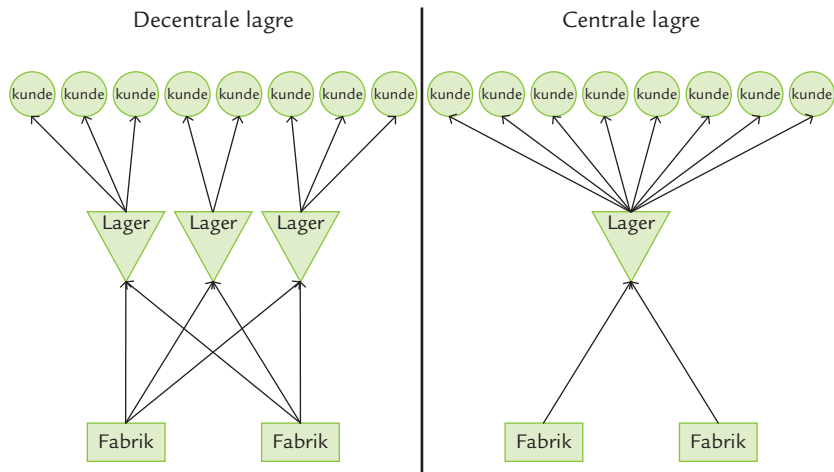 Decentrale lagre
kunde kunde kunde kunde kunde kunde kunde kunde
Lager Lager Lager
Fabrik Fabrik
Centrale lagre
kunde kunde kunde kunde kunde kunde kunde kunde
Lager
Fabrik Fabrik